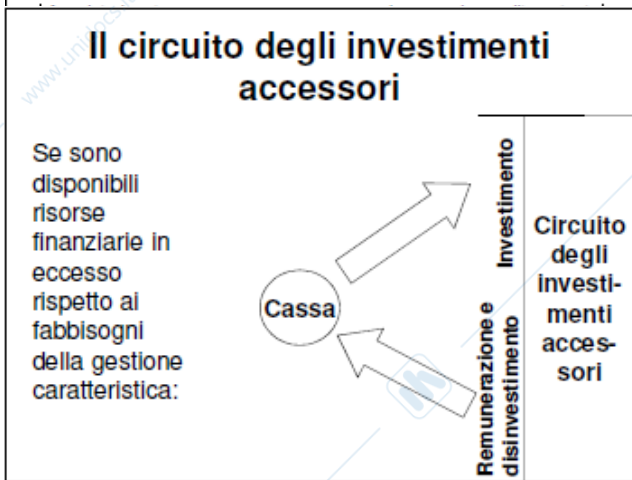 Il circuito degli investimenti
accessori
Se sono
disponibili
risorse
finanziarie in
eccesso
rispetto ai
fabbisogni
della gestione
caratteristica:
Cassa
Investimento
Remunerazione e
disinvestimento
Circuito
degli
investi-
menti
acces-
sori